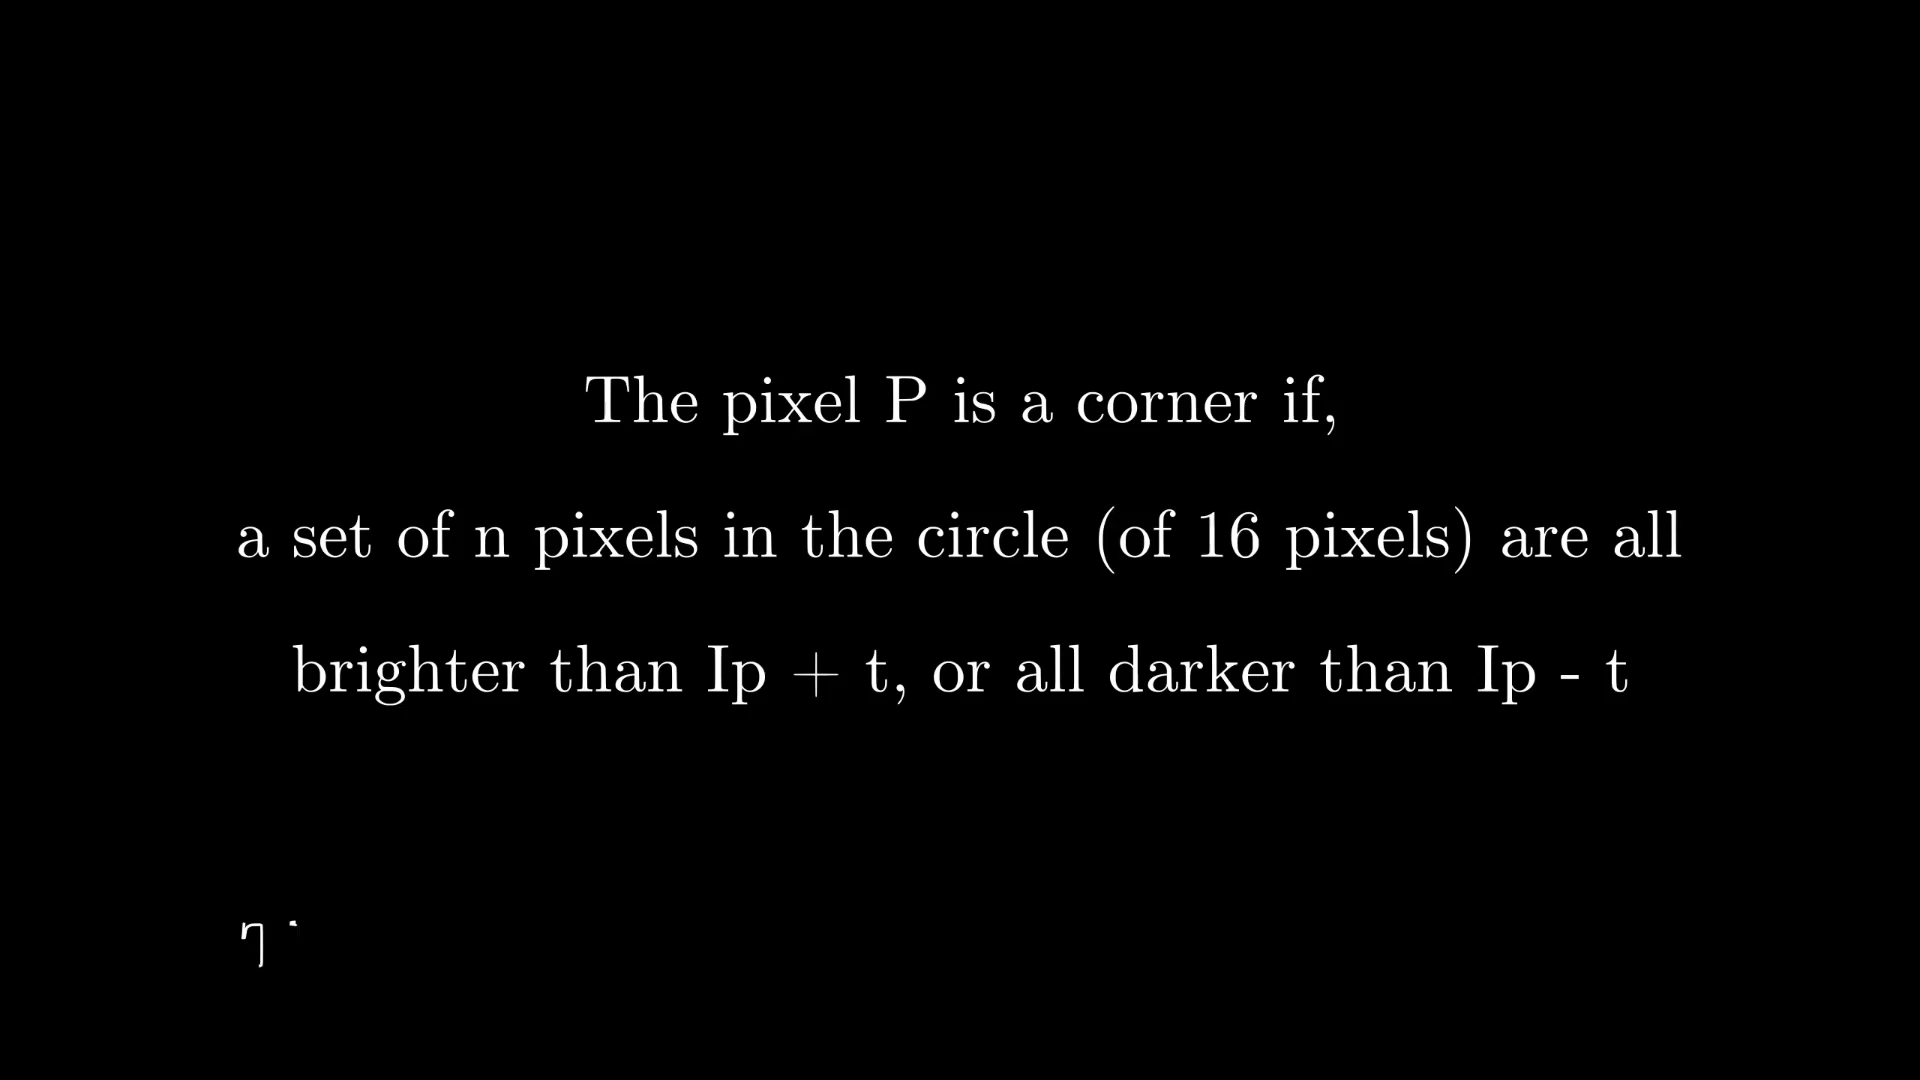 The pixel P is a corner if,
a set of n pixels in the circle (of 16 pixels) are all
brighter than Ip + t, or all darker than Ip - t